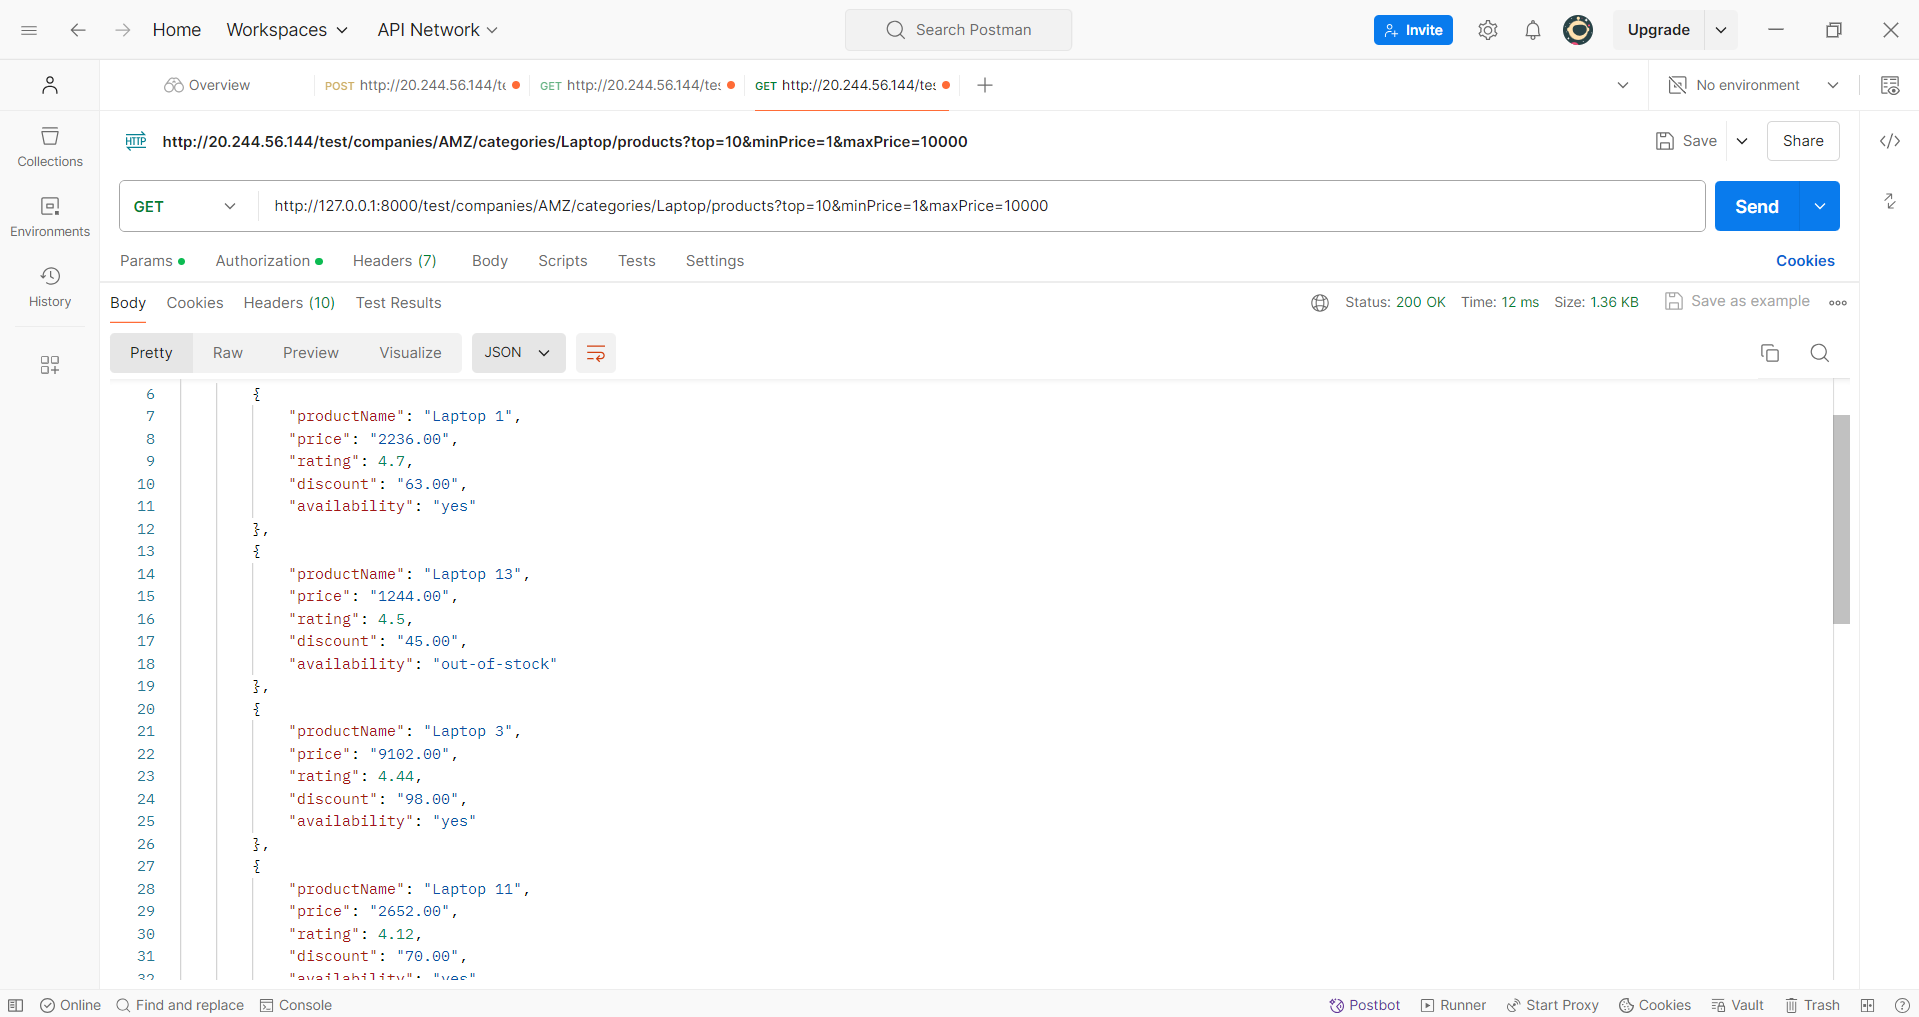 Home Workspaces API Network Search Postman Invite Upgrade
Overview POST http://20.244.56.144/te GET http://20.244.56.144/tes GET http://20.244.56.144/tes No environment
HTTP http://20.244.56.144/test/companies/AMZ/categories/Laptop/products?top=10&minPrice=1&maxPrice=10000 Save Share
Collections
GET http://127.0.0.1:8000/test/companies/AMZ/categories/Laptop/products?top=10&minPrice=1&maxPrice=10000 Send
Environments
Params Authorization Headers (7) Body Scripts Tests Settings Cookies
History
Body Cookies Headers (10) Test Results Status: 200 OK Time: 12 ms Size: 1.36 KB Save as example
Pretty Raw Preview Visualize JSON
6 {
7 "productName": "Laptop 1",
8 "price": "2236.00",
9 "rating": 4.7,
10 "discount": "63.00",
11 "availability": "yes"
12 },
13 {
14 "productName": "Laptop 13",
15 "price": "1244.00",
16 "rating": 4.5,
17 "discount": "45.00",
18 "availability": "out-of-stock"
19 },
20 {
21 "productName": "Laptop 3",
22 "price": "9102.00",
23 "rating": 4.44,
24 "discount": "98.00",
25 "availability": "yes"
26 },
27 {
28 "productName": "Laptop 11",
29 "price": "2652.00",
30 "rating": 4.12,
31 "discount": "70.00",
32 "availability": "yes"
Online Find and replace Console Postbot Runner Start Proxy Cookies Vault Trash